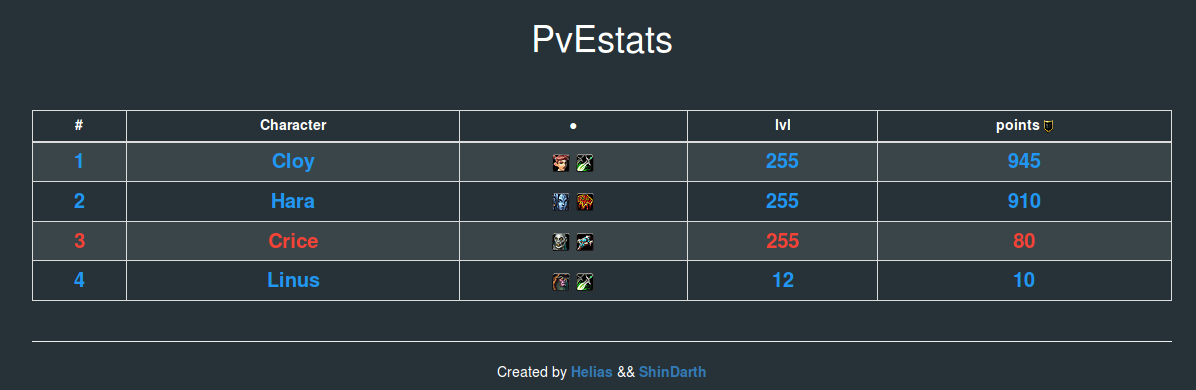 PvEstats
# Character ● lvl points
1 Cloy 255 945
2 Hara 255 910
3 Crice 255 80
4 Linus 12 10
Created by Helias && ShinDarth